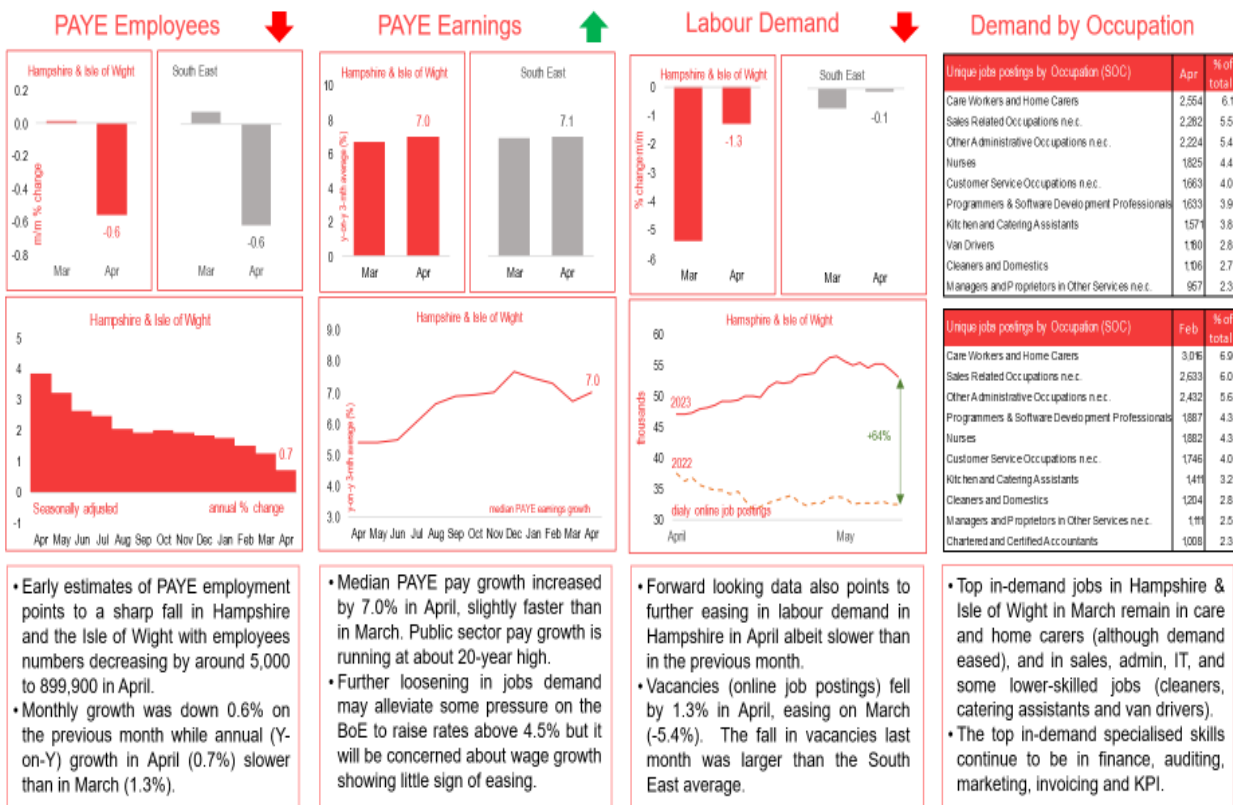 PAYE Employees
PAYE Earnings
Labour Demand
Demand by Occupation
Hampshire & Isle of Wight
0.2
0.0
-0.2
-0.4
-0.6
-0.8
m/m % change
-0.6
Mar
Apr
South East
-0.6
Mar
Apr
Hampshire & Isle of Wight
10
8
6
4
2
0
y-on-y 3-mth average (%)
7.0
Mar
Apr
South East
7.1
Mar
Apr
Hampshire & Isle of Wight
0
-1
-2
-3
-4
-5
-6
% change m/m
-1.3
Mar
Apr
South East
-0.1
Mar
Apr
Unique jobs postings by Occupation (SOC) Apr % of total
Care Workers and Home Carers 2,554 6.1
Sales Related Occupations n.e.c. 2,282 5.5
Other Administrative Occupations n.e.c. 2,224 5.4
Nurses 1,825 4.4
Customer Service Occupations n.e.c. 1,663 4.0
Programmers & Software Development Professionals 1,633 3.9
Kitchen and Catering Assistants 1,571 3.8
Van Drivers 1,180 2.8
Cleaners and Domestics 1,106 2.7
Managers and Proprietors in Other Services n.e.c. 957 2.3
Hampshire & Isle of Wight
5
4
3
2
1
0
-1
0.7
Seasonally adjusted
annual % change
Apr May Jun Jul Aug Sep Oct Nov Dec Jan Feb Mar Apr
Hampshire & Isle of Wight
9.0
8.0
7.0
6.0
5.0
4.0
3.0
y-on-y 3-mth average (%)
7.0
median PAYE earnings growth
Apr May Jun Jul Aug Sep Oct Nov Dec Jan Feb Mar Apr
Hamsphire & Isle of Wight
60
55
50
45
40
35
30
thousands
2023
2022
+64%
dialy online job postings
April
May
Unique jobs postings by Occupation (SOC) Feb % of total
Care Workers and Home Carers 3,016 6.9
Sales Related Occupations n.e.c. 2,633 6.0
Other Administrative Occupations n.e.c. 2,432 5.6
Programmers & Software Development Professionals 1,887 4.3
Nurses 1,882 4.3
Customer Service Occupations n.e.c. 1,746 4.0
Kitchen and Catering Assistants 1,411 3.2
Cleaners and Domestics 1,204 2.8
Managers and Proprietors in Other Services n.e.c. 1,111 2.5
Chartered and Certified Accountants 1,008 2.3
• Early estimates of PAYE employment
points to a sharp fall in Hampshire
and the Isle of Wight with employees
numbers decreasing by around 5,000
to 899,900 in April.
• Monthly growth was down 0.6% on
the previous month while annual (Y-
on-Y) growth in April (0.7%) slower
than in March (1.3%).
• Median PAYE pay growth increased
by 7.0% in April, slightly faster than
in March. Public sector pay growth is
running at about 20-year high.
• Further loosening in jobs demand
may alleviate some pressure on the
BoE to raise rates above 4.5% but it
will be concerned about wage growth
showing little sign of easing.
• Forward looking data also points to
further easing in labour demand in
Hampshire in April albeit slower than
in the previous month.
• Vacancies (online job postings) fell
by 1.3% in April, easing on March
(-5.4%). The fall in vacancies last
month was larger than the South
East average.
• Top in-demand jobs in Hampshire &
Isle of Wight in March remain in care
and home carers (although demand
eased), and in sales, admin, IT, and
some lower-skilled jobs (cleaners,
catering assistants and van drivers).
• The top in-demand specialised skills
continue to be in finance, auditing,
marketing, invoicing and KPI.